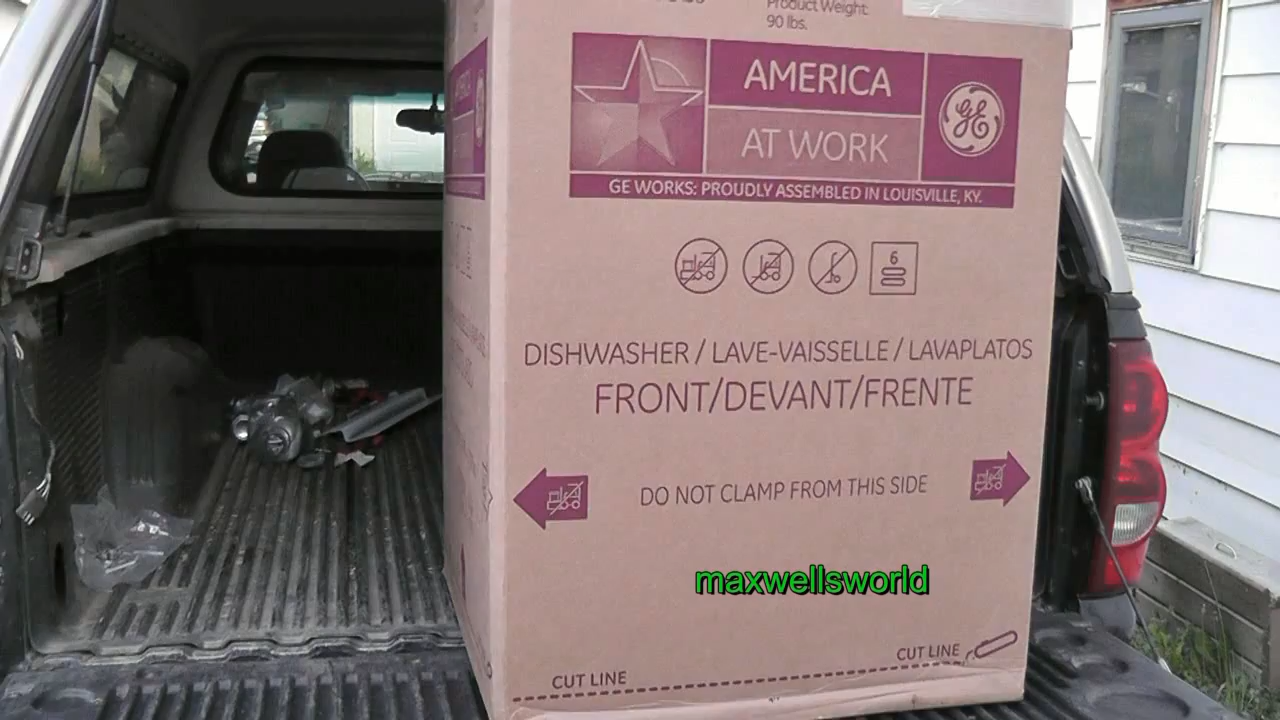 Product Weight:
90 lbs.
AMERICA
AT WORK
GE
GE WORKS: PROUDLY ASSEMBLED IN LOUISVILLE, KY.
6
DISHWASHER / LAVE-VAISSELLE / LAVAPLATOS
FRONT/DEVANT/FRENTE
DO NOT CLAMP FROM THIS SIDE
maxwellsworld
CUT LINE
CUT LINE